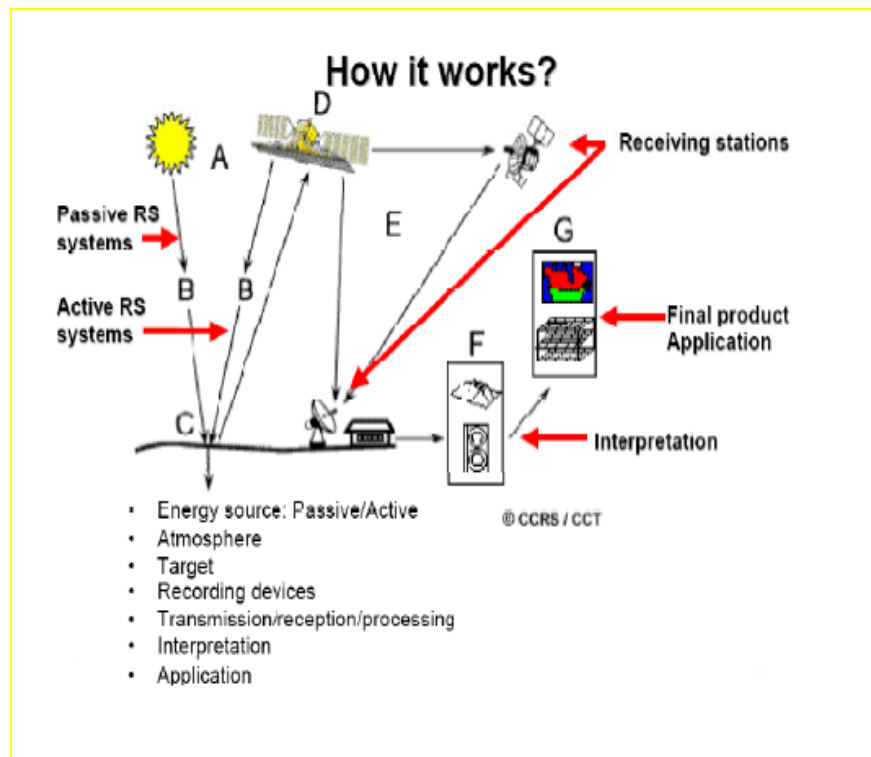 How it works?
D
A
Receiving stations
Passive RS
systems
E
G
B
B
Active RS
systems
Final product
Application
F
C
Interpretation
• Energy source: Passive/Active
© CCRS / CCT
• Atmosphere
• Target
• Recording devices
• Transmission/reception/processing
• Interpretation
• Application